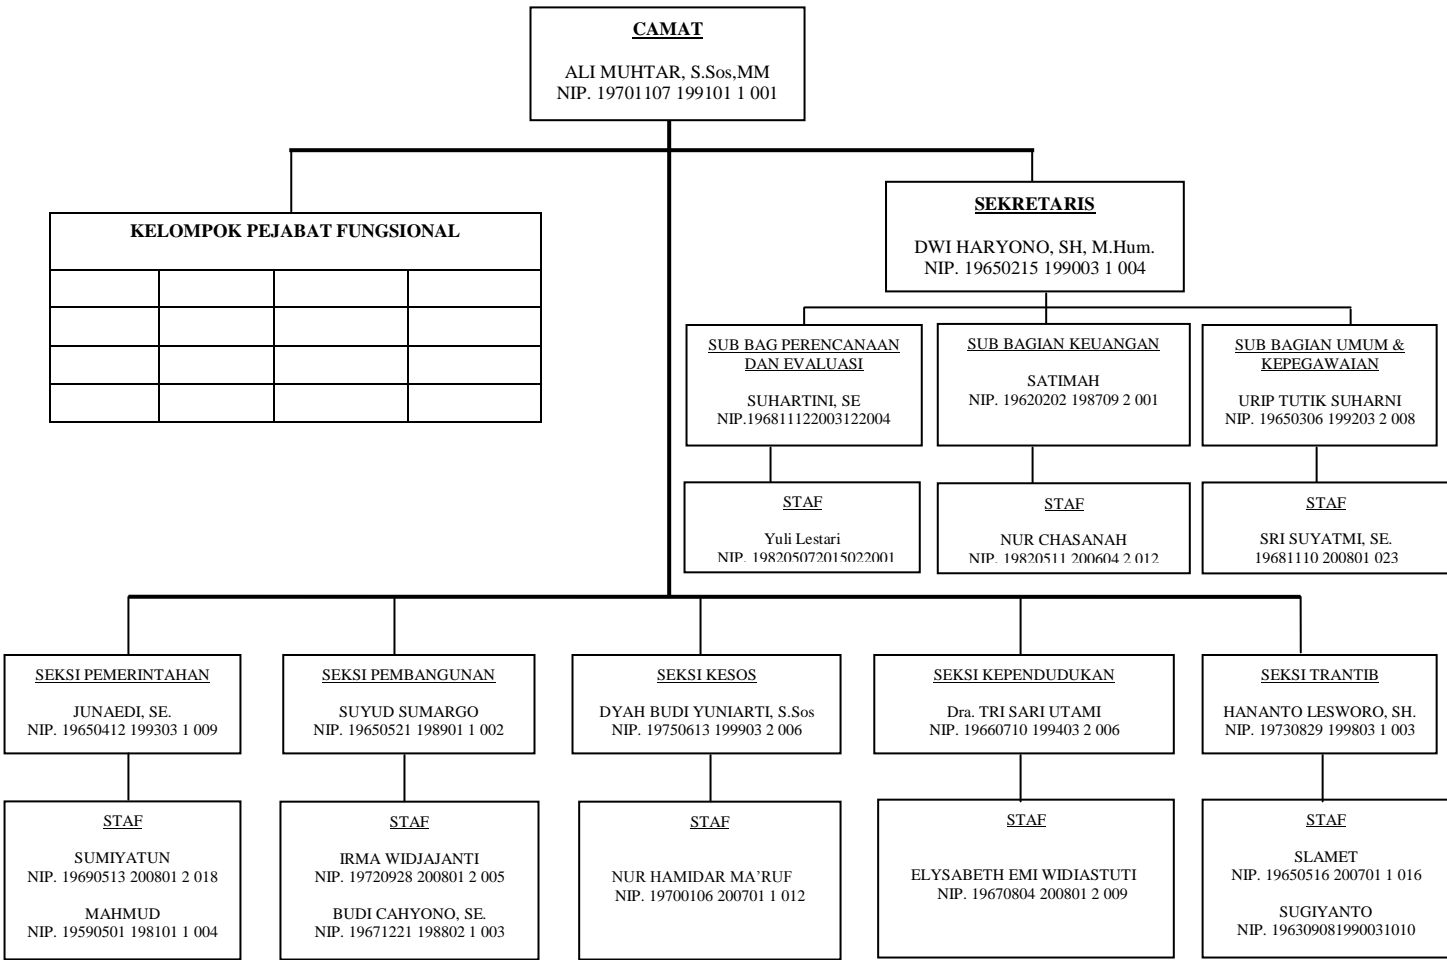 CAMAT
ALI MUHTAR, S.Sos,MM
NIP. 19701107 199101 1 001
KELOMPOK PEJABAT FUNGSIONAL
SEKRETARIS
DWI HARYONO, SH, M.Hum.
NIP. 19650215 199003 1 004
SUB BAG PERENCANAAN
DAN EVALUASI
SUHARTINI, SE
NIP.196811122003122004
SUB BAGIAN KEUANGAN
SATIMAH
NIP. 19620202 198709 2 001
SUB BAGIAN UMUM &
KEPEGAWAIAN
URIP TUTIK SUHARNI
NIP. 19650306 199203 2 008
STAF
Yuli Lestari
NIP. 198205072015022001
STAF
NUR CHASANAH
NIP. 19820511 200604 2 012
STAF
SRI SUYATMI, SE.
19681110 200801 023
SEKSI PEMERINTAHAN
JUNAEDI, SE.
NIP. 19650412 199303 1 009
SEKSI PEMBANGUNAN
SUYUD SUMARGO
NIP. 19650521 198901 1 002
SEKSI KESOS
DYAH BUDI YUNIARTI, S.Sos
NIP. 19750613 199903 2 006
SEKSI KEPENDUDUKAN
Dra. TRI SARI UTAMI
NIP. 19660710 199403 2 006
SEKSI TRANTIB
HANANTO LESWORO, SH.
NIP. 19730829 199803 1 003
STAF
SUMIYATUN
NIP. 19690513 200801 2 018
MAHMUD
NIP. 19590501 198101 1 004
STAF
IRMA WIDJAJANTI
NIP. 19720928 200801 2 005
BUDI CAHYONO, SE.
NIP. 19671221 198802 1 003
STAF
NUR HAMIDAR MA’RUF
NIP. 19700106 200701 1 012
STAF
ELYSABETH EMI WIDIASTUTI
NIP. 19670804 200801 2 009
STAF
SLAMET
NIP. 19650516 200701 1 016
SUGIYANTO
NIP. 196309081990031010